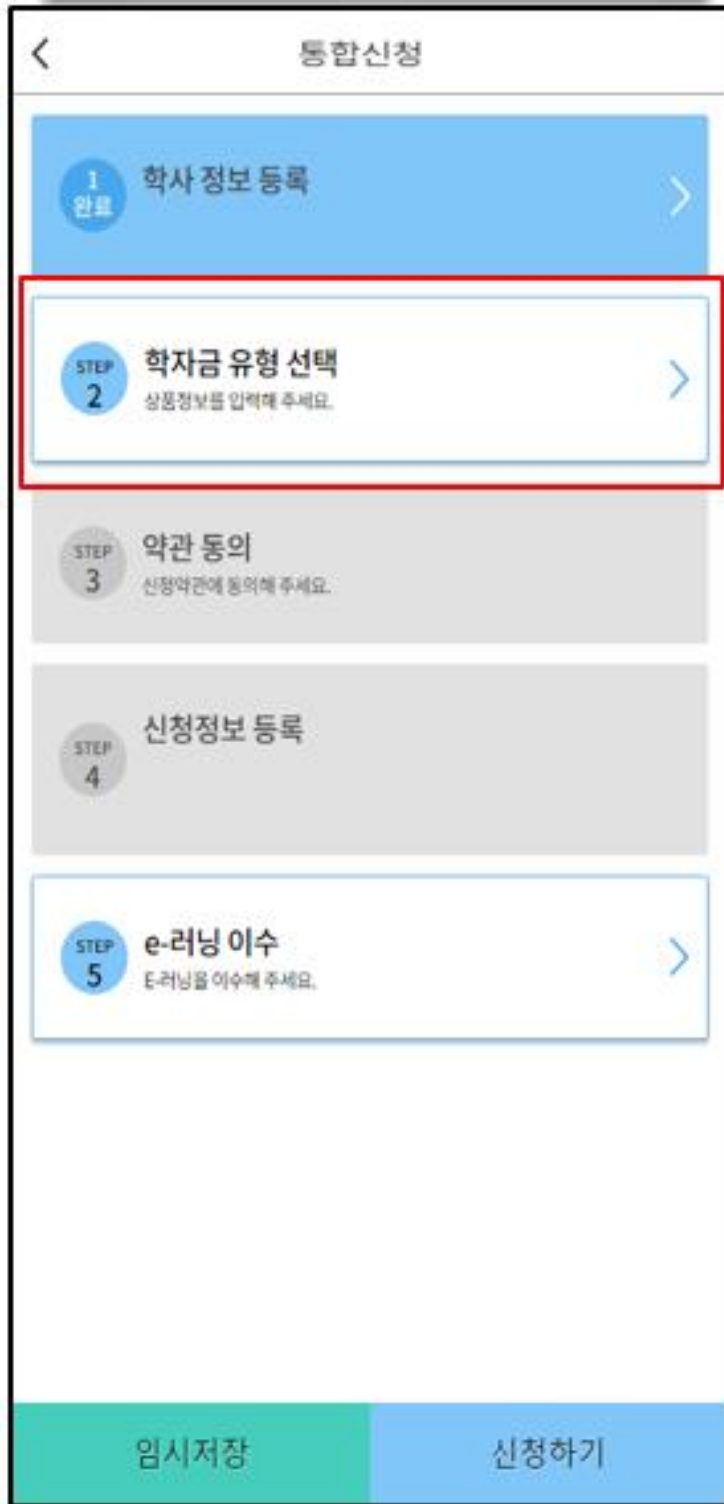 통합신청
1
완료
학사 정보 등록
STEP
2
학자금 유형 선택
상품정보를 입력해 주세요.
STEP
3
약관 동의
신청약관에 동의해 주세요.
STEP
4
신청정보 등록
STEP
5
e-러닝 이수
E-러닝을 이수해 주세요.
임시저장
신청하기